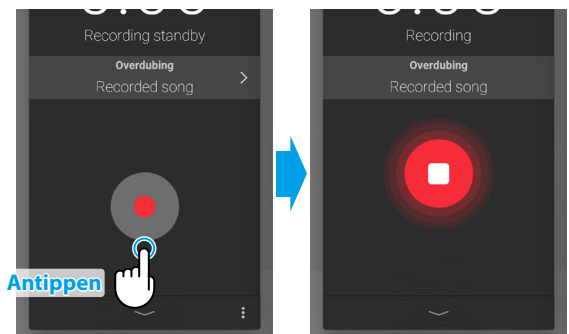 Recording standby
Overdubing
Recorded song
Antippen
Recording
Overdubing
Recorded song